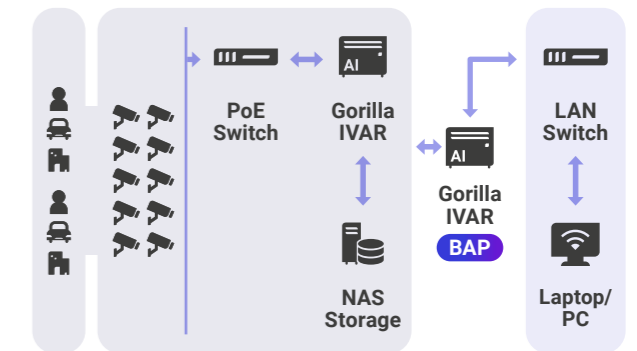 AI
PoE
Switch
Gorilla
IVAR
NAS
Storage
AI
Gorilla
IVAR
BAP
LAN
Switch
Laptop/
PC